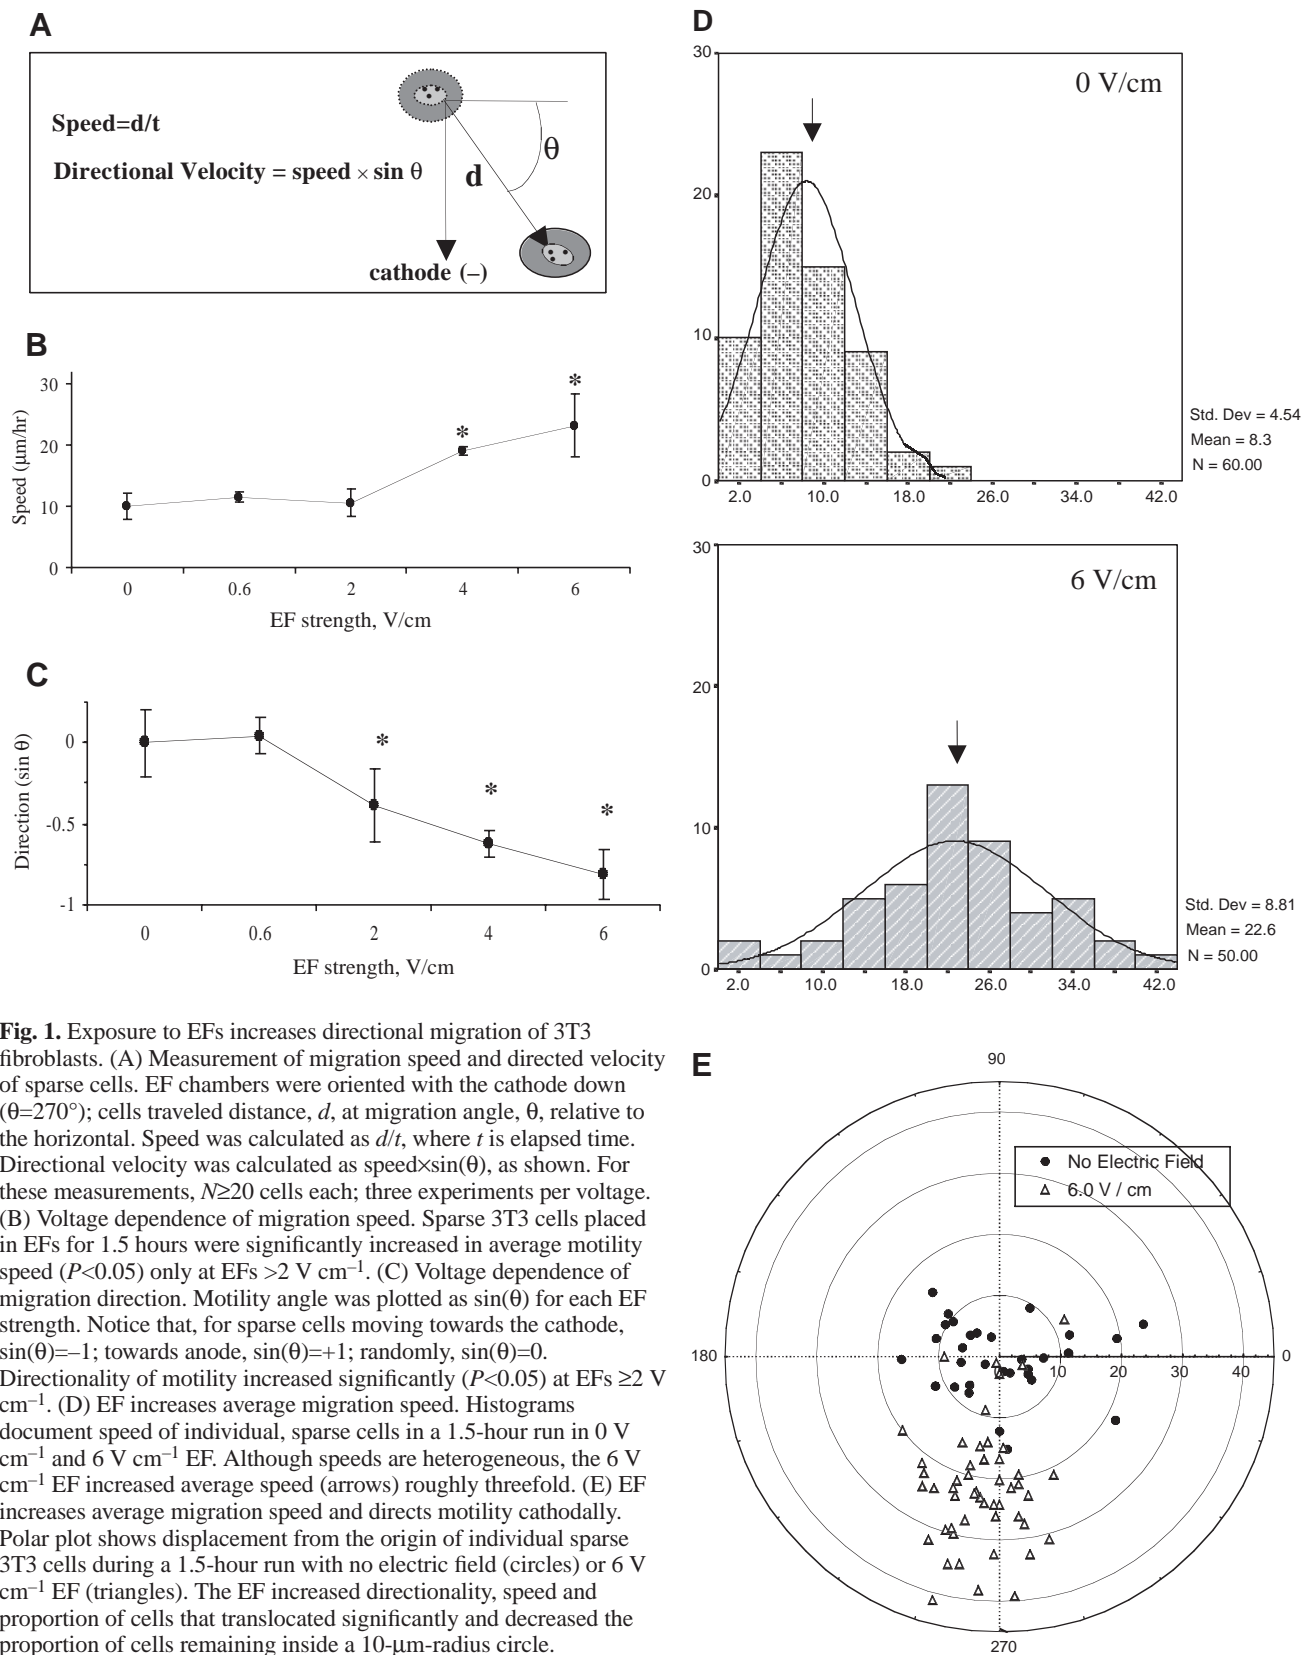 A
Speed=d/t
Directional Velocity = speed × sin θ
d
θ
cathode (–)
B
30
20
10
0
Speed (μm/hr)
*
*
0
0.6
2
4
6
EF strength, V/cm
C
0
-0.5
-1
Direction (sin θ)
*
*
*
0
0.6
2
4
6
EF strength, V/cm
Fig. 1. Exposure to EFs increases directional migration of 3T3
fibroblasts. (A) Measurement of migration speed and directed velocity
of sparse cells. EF chambers were oriented with the cathode down
(θ=270°); cells traveled distance, d, at migration angle, θ, relative to
the horizontal. Speed was calculated as d/t, where t is elapsed time.
Directional velocity was calculated as speed×sin(θ), as shown. For
these measurements, N≥20 cells each; three experiments per voltage.
(B) Voltage dependence of migration speed. Sparse 3T3 cells placed
in EFs for 1.5 hours were significantly increased in average motility
speed (P<0.05) only at EFs >2 V cm–1. (C) Voltage dependence of
migration direction. Motility angle was plotted as sin(θ) for each EF
strength. Notice that, for sparse cells moving towards the cathode,
sin(θ)=–1; towards anode, sin(θ)=+1; randomly, sin(θ)=0.
Directionality of motility increased significantly (P<0.05) at EFs ≥2 V
cm–1. (D) EF increases average migration speed. Histograms
document speed of individual, sparse cells in a 1.5-hour run in 0 V
cm–1 and 6 V cm–1 EF. Although speeds are heterogeneous, the 6 V
cm–1 EF increased average speed (arrows) roughly threefold. (E) EF
increases average migration speed and directs motility cathodally.
Polar plot shows displacement from the origin of individual sparse
3T3 cells during a 1.5-hour run with no electric field (circles) or 6 V
cm–1 EF (triangles). The EF increased directionality, speed and
proportion of cells that translocated significantly and decreased the
proportion of cells remaining inside a 10-μm-radius circle.
D
30
20
10
0
0 V/cm
Std. Dev = 4.54
Mean = 8.3
N = 60.00
2.0
10.0
18.0
26.0
34.0
42.0
30
20
10
0
6 V/cm
Std. Dev = 8.81
Mean = 22.6
N = 50.00
2.0
10.0
18.0
26.0
34.0
42.0
E
90
No Electric Field
6.0 V / cm
180
10
20
30
40
0
270